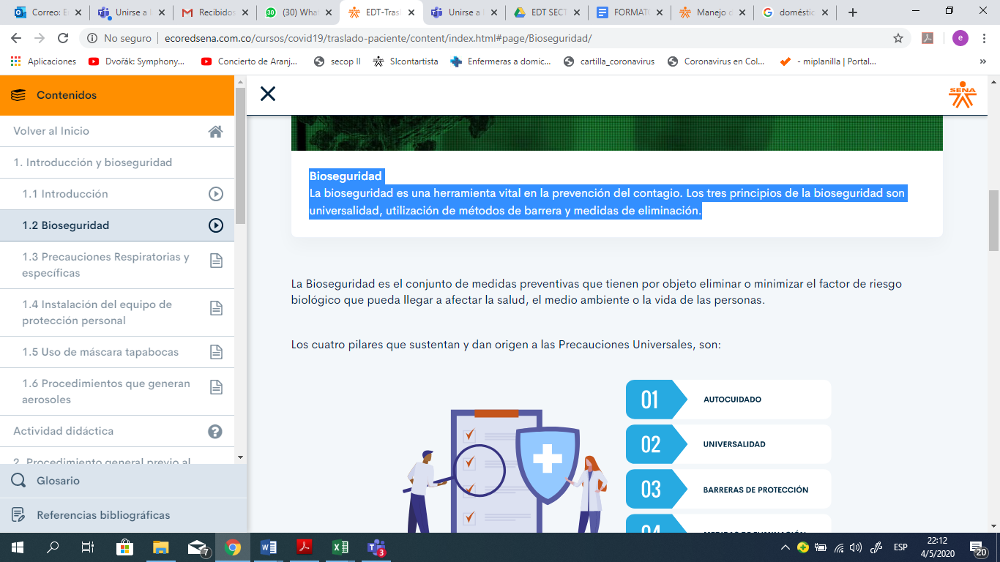 Correo: E
Unirse a l
Recibidos
(30) What
EDT-Trasl
Unirse a l
EDT SECT
FORMATO
Manejo d
doméstic
No seguro
ecoredsena.com.co/cursos/covid19/traslado-paciente/content/index.html#page/Bioseguridad/
e
Aplicaciones
Dvořák: Symphony...
Concierto de Aranj...
secop II
SIcontartista
Enfermeras a domic...
cartilla_coronavirus
Coronavirus en Col...
- miplanilla | Portal...
»
Contenidos
Volver al Inicio
1. Introducción y bioseguridad
1.1 Introducción
1.2 Bioseguridad
1.3 Precauciones Respiratorias y
específicas
1.4 Instalación del equipo de
protección personal
1.5 Uso de máscara tapabocas
1.6 Procedimientos que generan
aerosoles
Actividad didáctica
2. Procedimiento general previo al
Glosario
Referencias bibliográficas
SENA
Bioseguridad
La bioseguridad es una herramienta vital en la prevención del contagio. Los tres principios de la bioseguridad son
universalidad, utilización de métodos de barrera y medidas de eliminación.
La Bioseguridad es el conjunto de medidas preventivas que tienen por objeto eliminar o minimizar el factor de riesgo
biológico que pueda llegar a afectar la salud, el medio ambiente o la vida de las personas.
Los cuatro pilares que sustentan y dan origen a las Precauciones Universales, son:
01 AUTOCUIDADO
02 UNIVERSALIDAD
03 BARRERAS DE PROTECCIÓN
04 MEDIDAS DE ELIMINACIÓN
7
3
ESP
22:12
4/5/2020
20